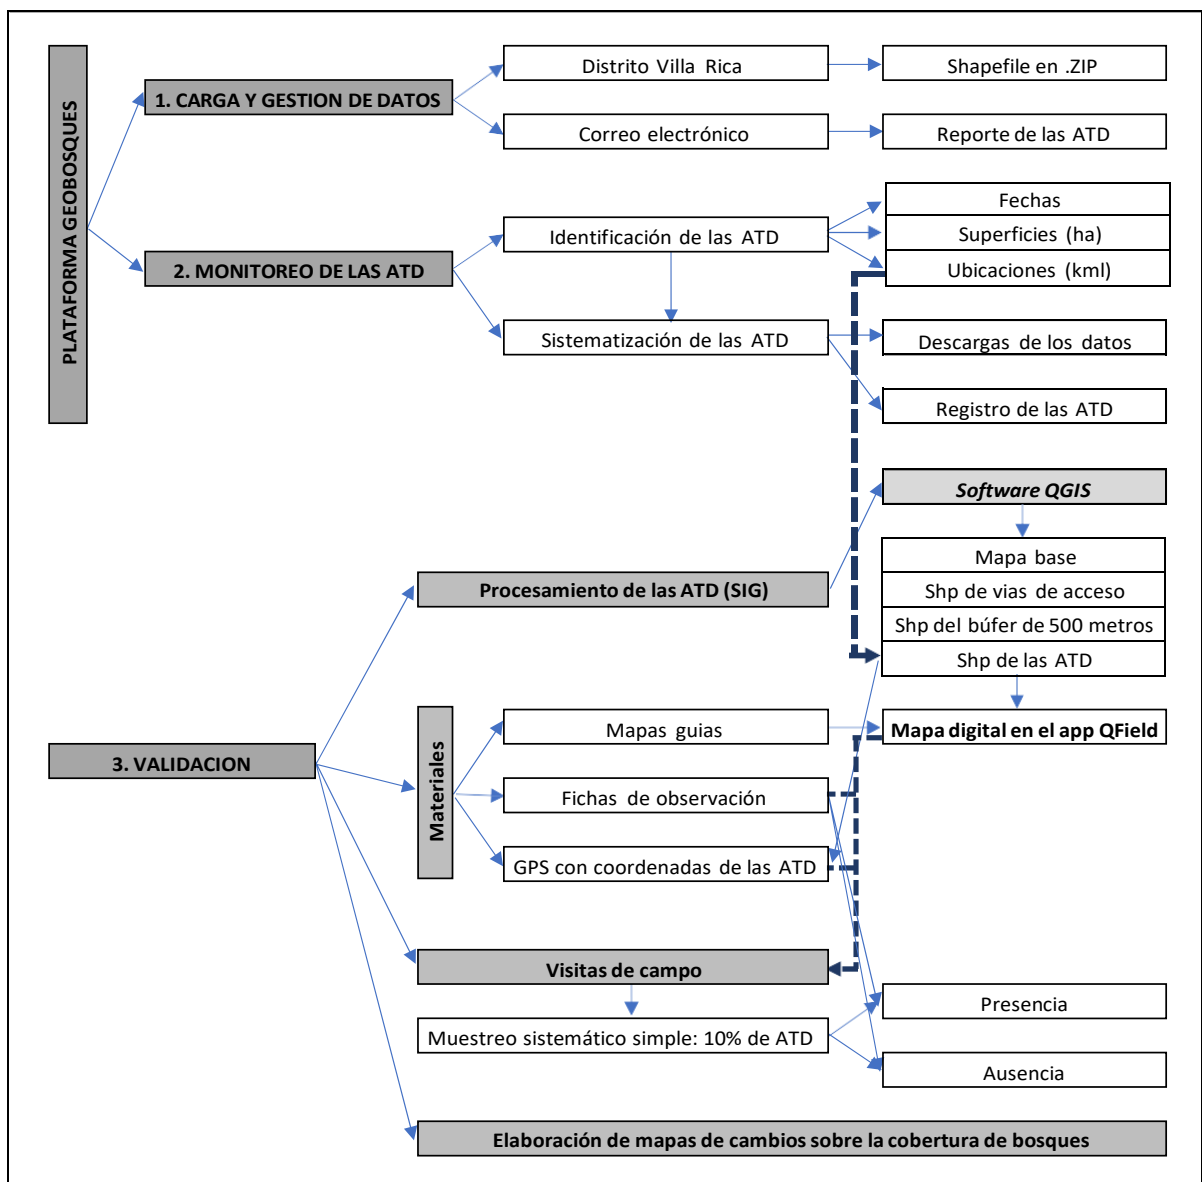 PLATAFORMA GEOBOSQUES
1. CARGA Y GESTION DE DATOS
Distrito Villa Rica
Shapefile en .ZIP
Correo electrónico
Reporte de las ATD
2. MONITOREO DE LAS ATD
Identificación de las ATD
Fechas
Superficies (ha)
Ubicaciones (kml)
Sistematización de las ATD
Descargas de los datos
Registro de las ATD
3. VALIDACION
Procesamiento de las ATD (SIG)
Software QGIS
Mapa base
Shp de vias de acceso
Shp del búfer de 500 metros
Shp de las ATD
Materiales
Mapas guias
Mapa digital en el app QField
Fichas de observación
GPS con coordenadas de las ATD
Visitas de campo
Muestreo sistemático simple: 10% de ATD
Presencia
Ausencia
Elaboración de mapas de cambios sobre la cobertura de bosques